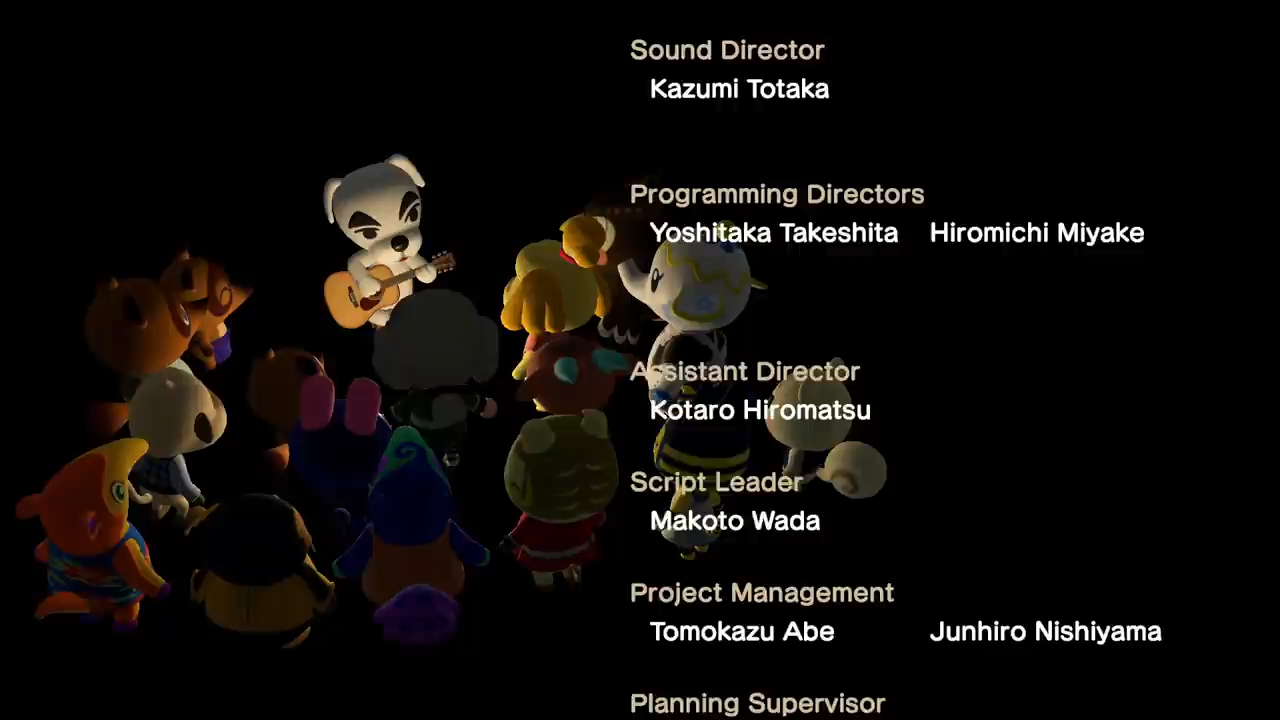 Sound Director
Kazumi Totaka
Programming Directors
Yoshitaka Takeshita Hiromichi Miyake
Assistant Director
Kotaro Hiromatsu
Script Leader
Makoto Wada
Project Management
Tomokazu Abe Junhiro Nishiyama
Planning Supervisor